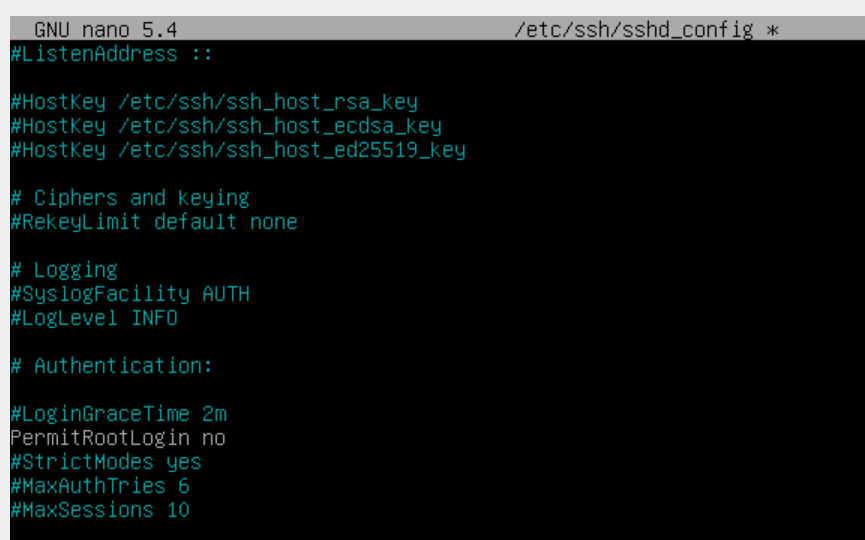 GNU nano 5.4 /etc/ssh/sshd_config *
#ListenAddress ::
#HostKey /etc/ssh/ssh_host_rsa_key
#HostKey /etc/ssh/ssh_host_ecdsa_key
#HostKey /etc/ssh/ssh_host_ed25519_key
# Ciphers and keying
#RekeyLimit default none
# Logging
#SyslogFacility AUTH
#LogLevel INFO
# Authentication:
#LoginGraceTime 2m
PermitRootLogin no
#StrictModes yes
#MaxAuthTries 6
#MaxSessions 10